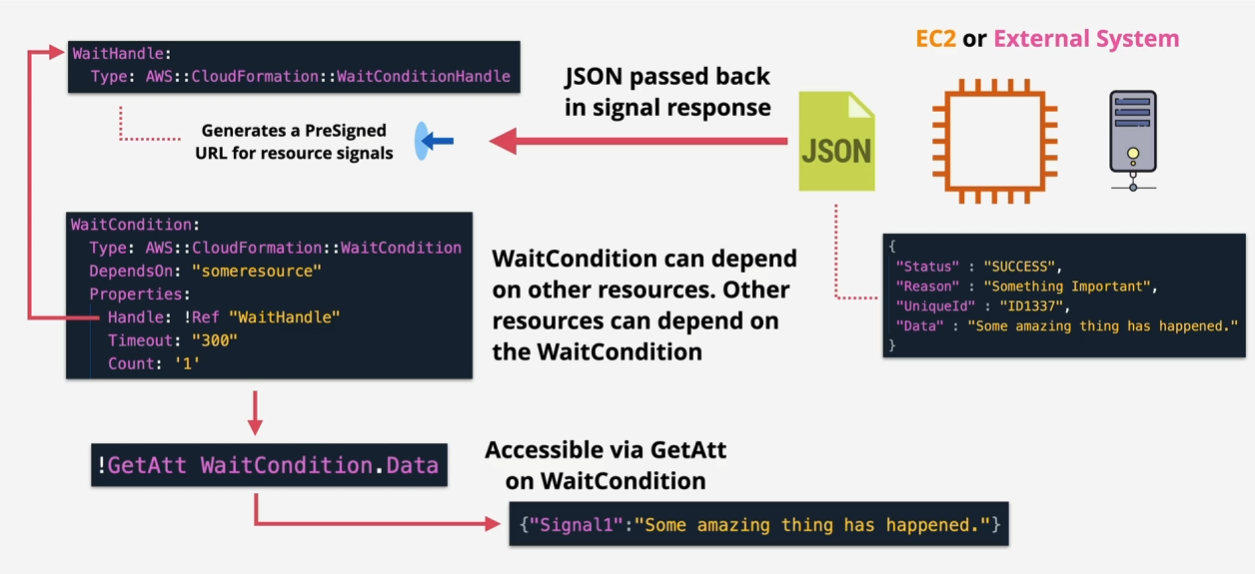 WaitHandle:
Type: AWS::CloudFormation::WaitConditionHandle
Generates a PreSigned
URL for resource signals
JSON passed back
in signal response
EC2 or External System
JSON
WaitCondition:
Type: AWS::CloudFormation::WaitCondition
DependsOn: "someresource"
Properties:
Handle: !Ref "WaitHandle"
Timeout: "300"
Count: '1'
WaitCondition can depend
on other resources. Other
resources can depend on
the WaitCondition
{
"Status" : "SUCCESS",
"Reason" : "Something Important",
"UniqueId" : "ID1337",
"Data" : "Some amazing thing has happened."
}
!GetAtt WaitCondition.Data
Accessible via GetAtt
on WaitCondition
{"Signal1":"Some amazing thing has happened."}